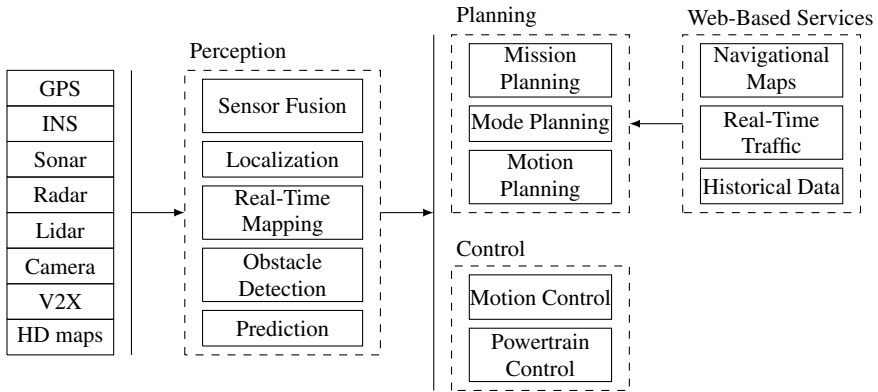 GPS
INS
Sonar
Radar
Lidar
Camera
V2X
HD maps
Perception
Sensor Fusion
Localization
Real-Time
Mapping
Obstacle
Detection
Prediction
Planning
Mission
Planning
Mode Planning
Motion
Planning
Control
Motion Control
Powertrain
Control
Web-Based Services
Navigational
Maps
Real-Time
Traffic
Historical Data